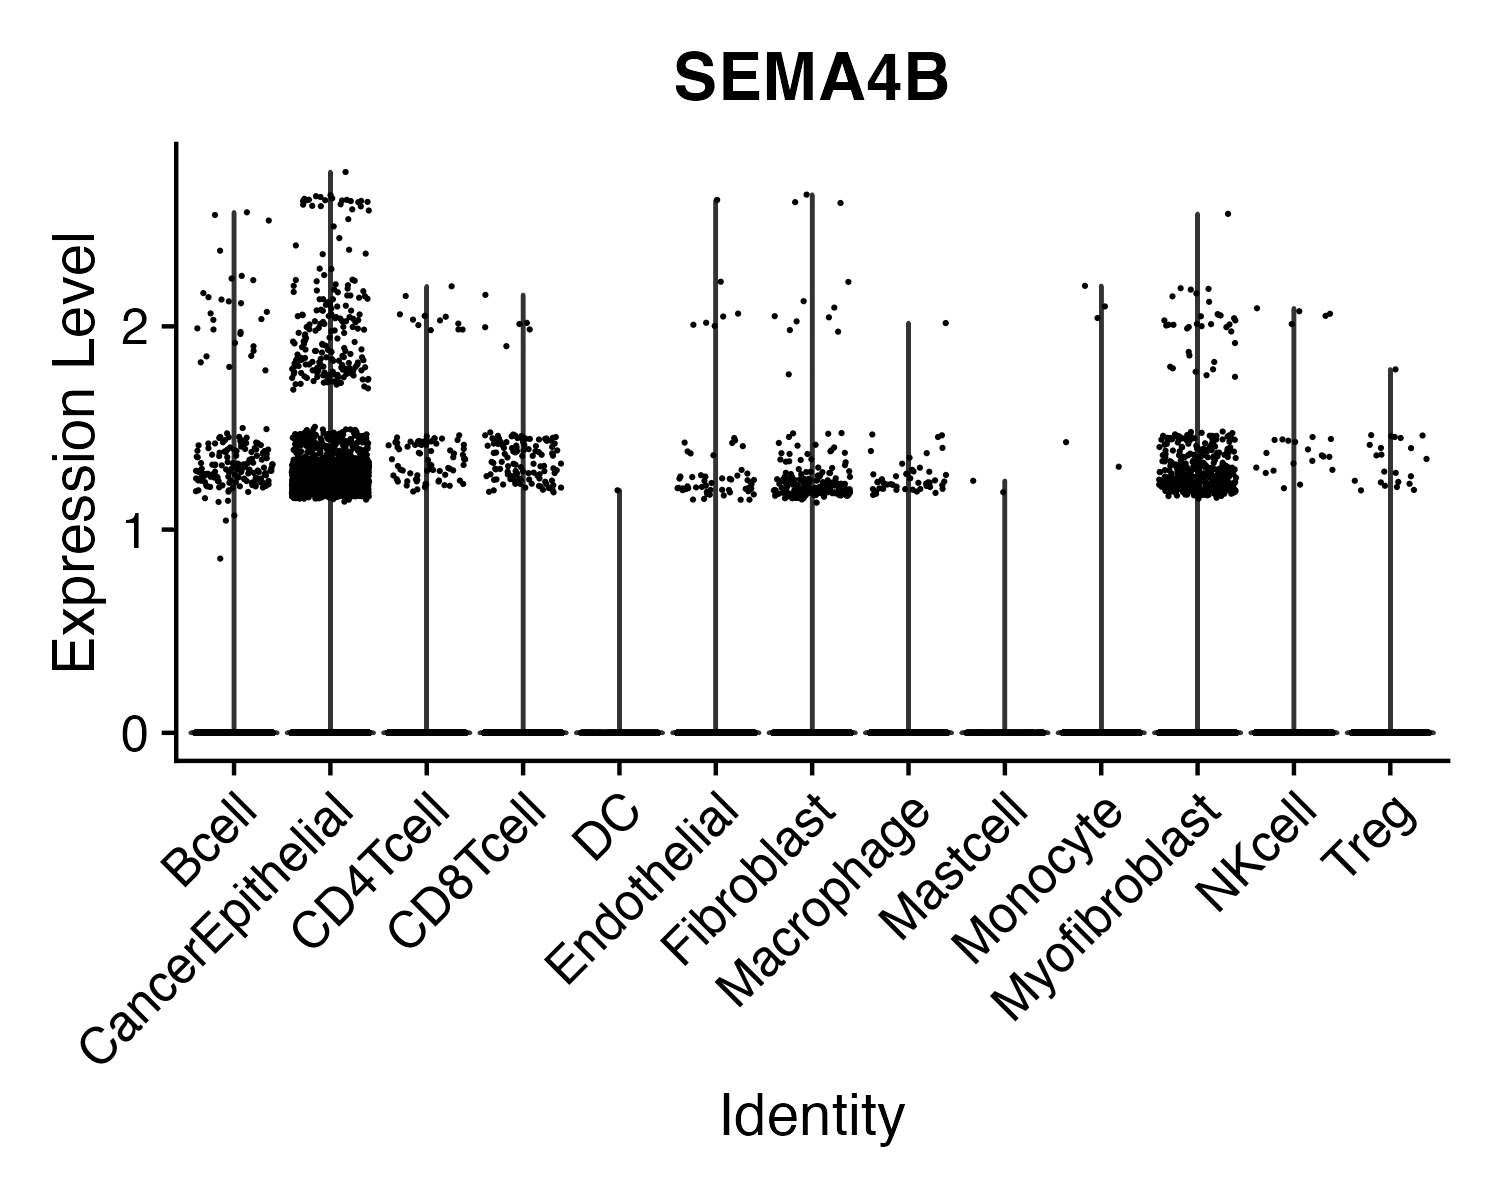 SEMA4B
Expression Level
2
1
0
Bcell
CancerEpithelial
CD4Tcell
CD8Tcell
DC
Endothelial
Fibroblast
Macrophage
Mastcell
Monocyte
Myofibroblast
NKcell
Treg
Identity